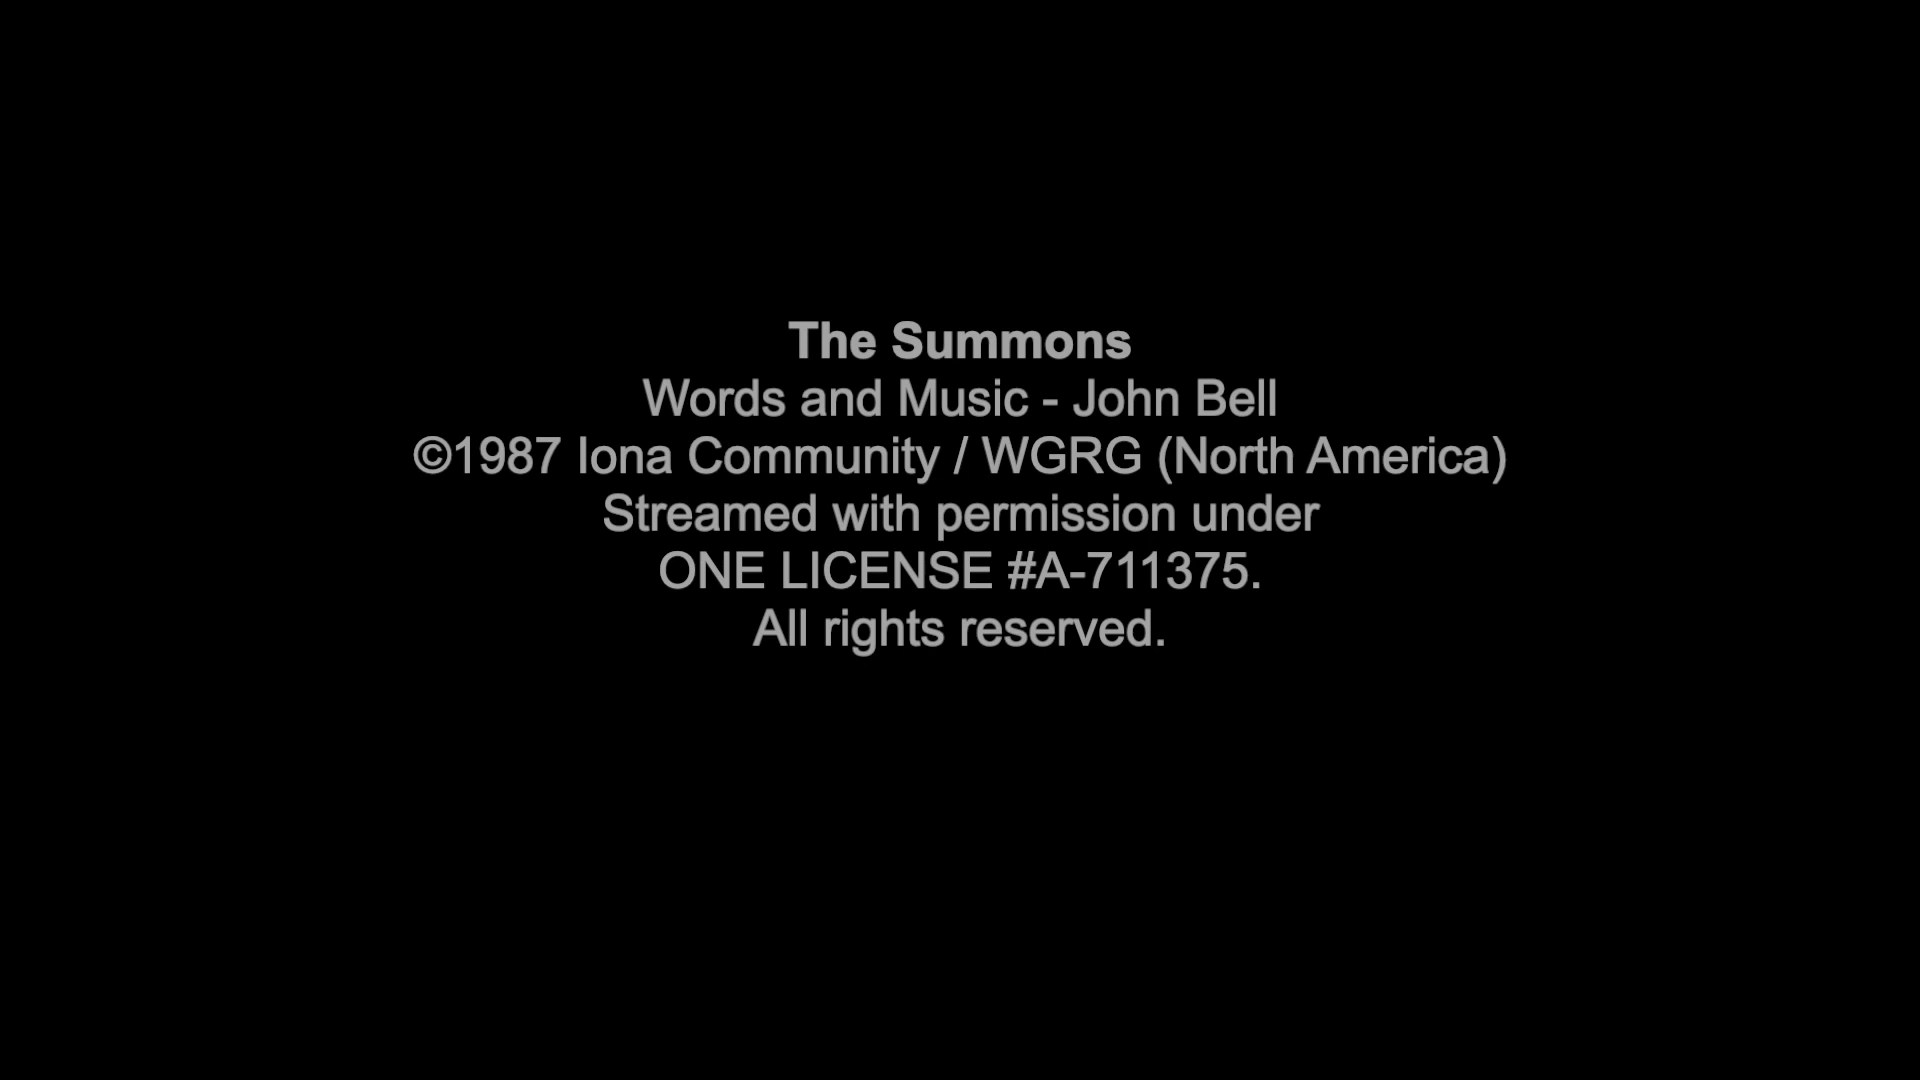 The Summons
Words and Music - John Bell
©1987 Iona Community / WGRG (North America)
Streamed with permission under
ONE LICENSE #A-711375.
All rights reserved.